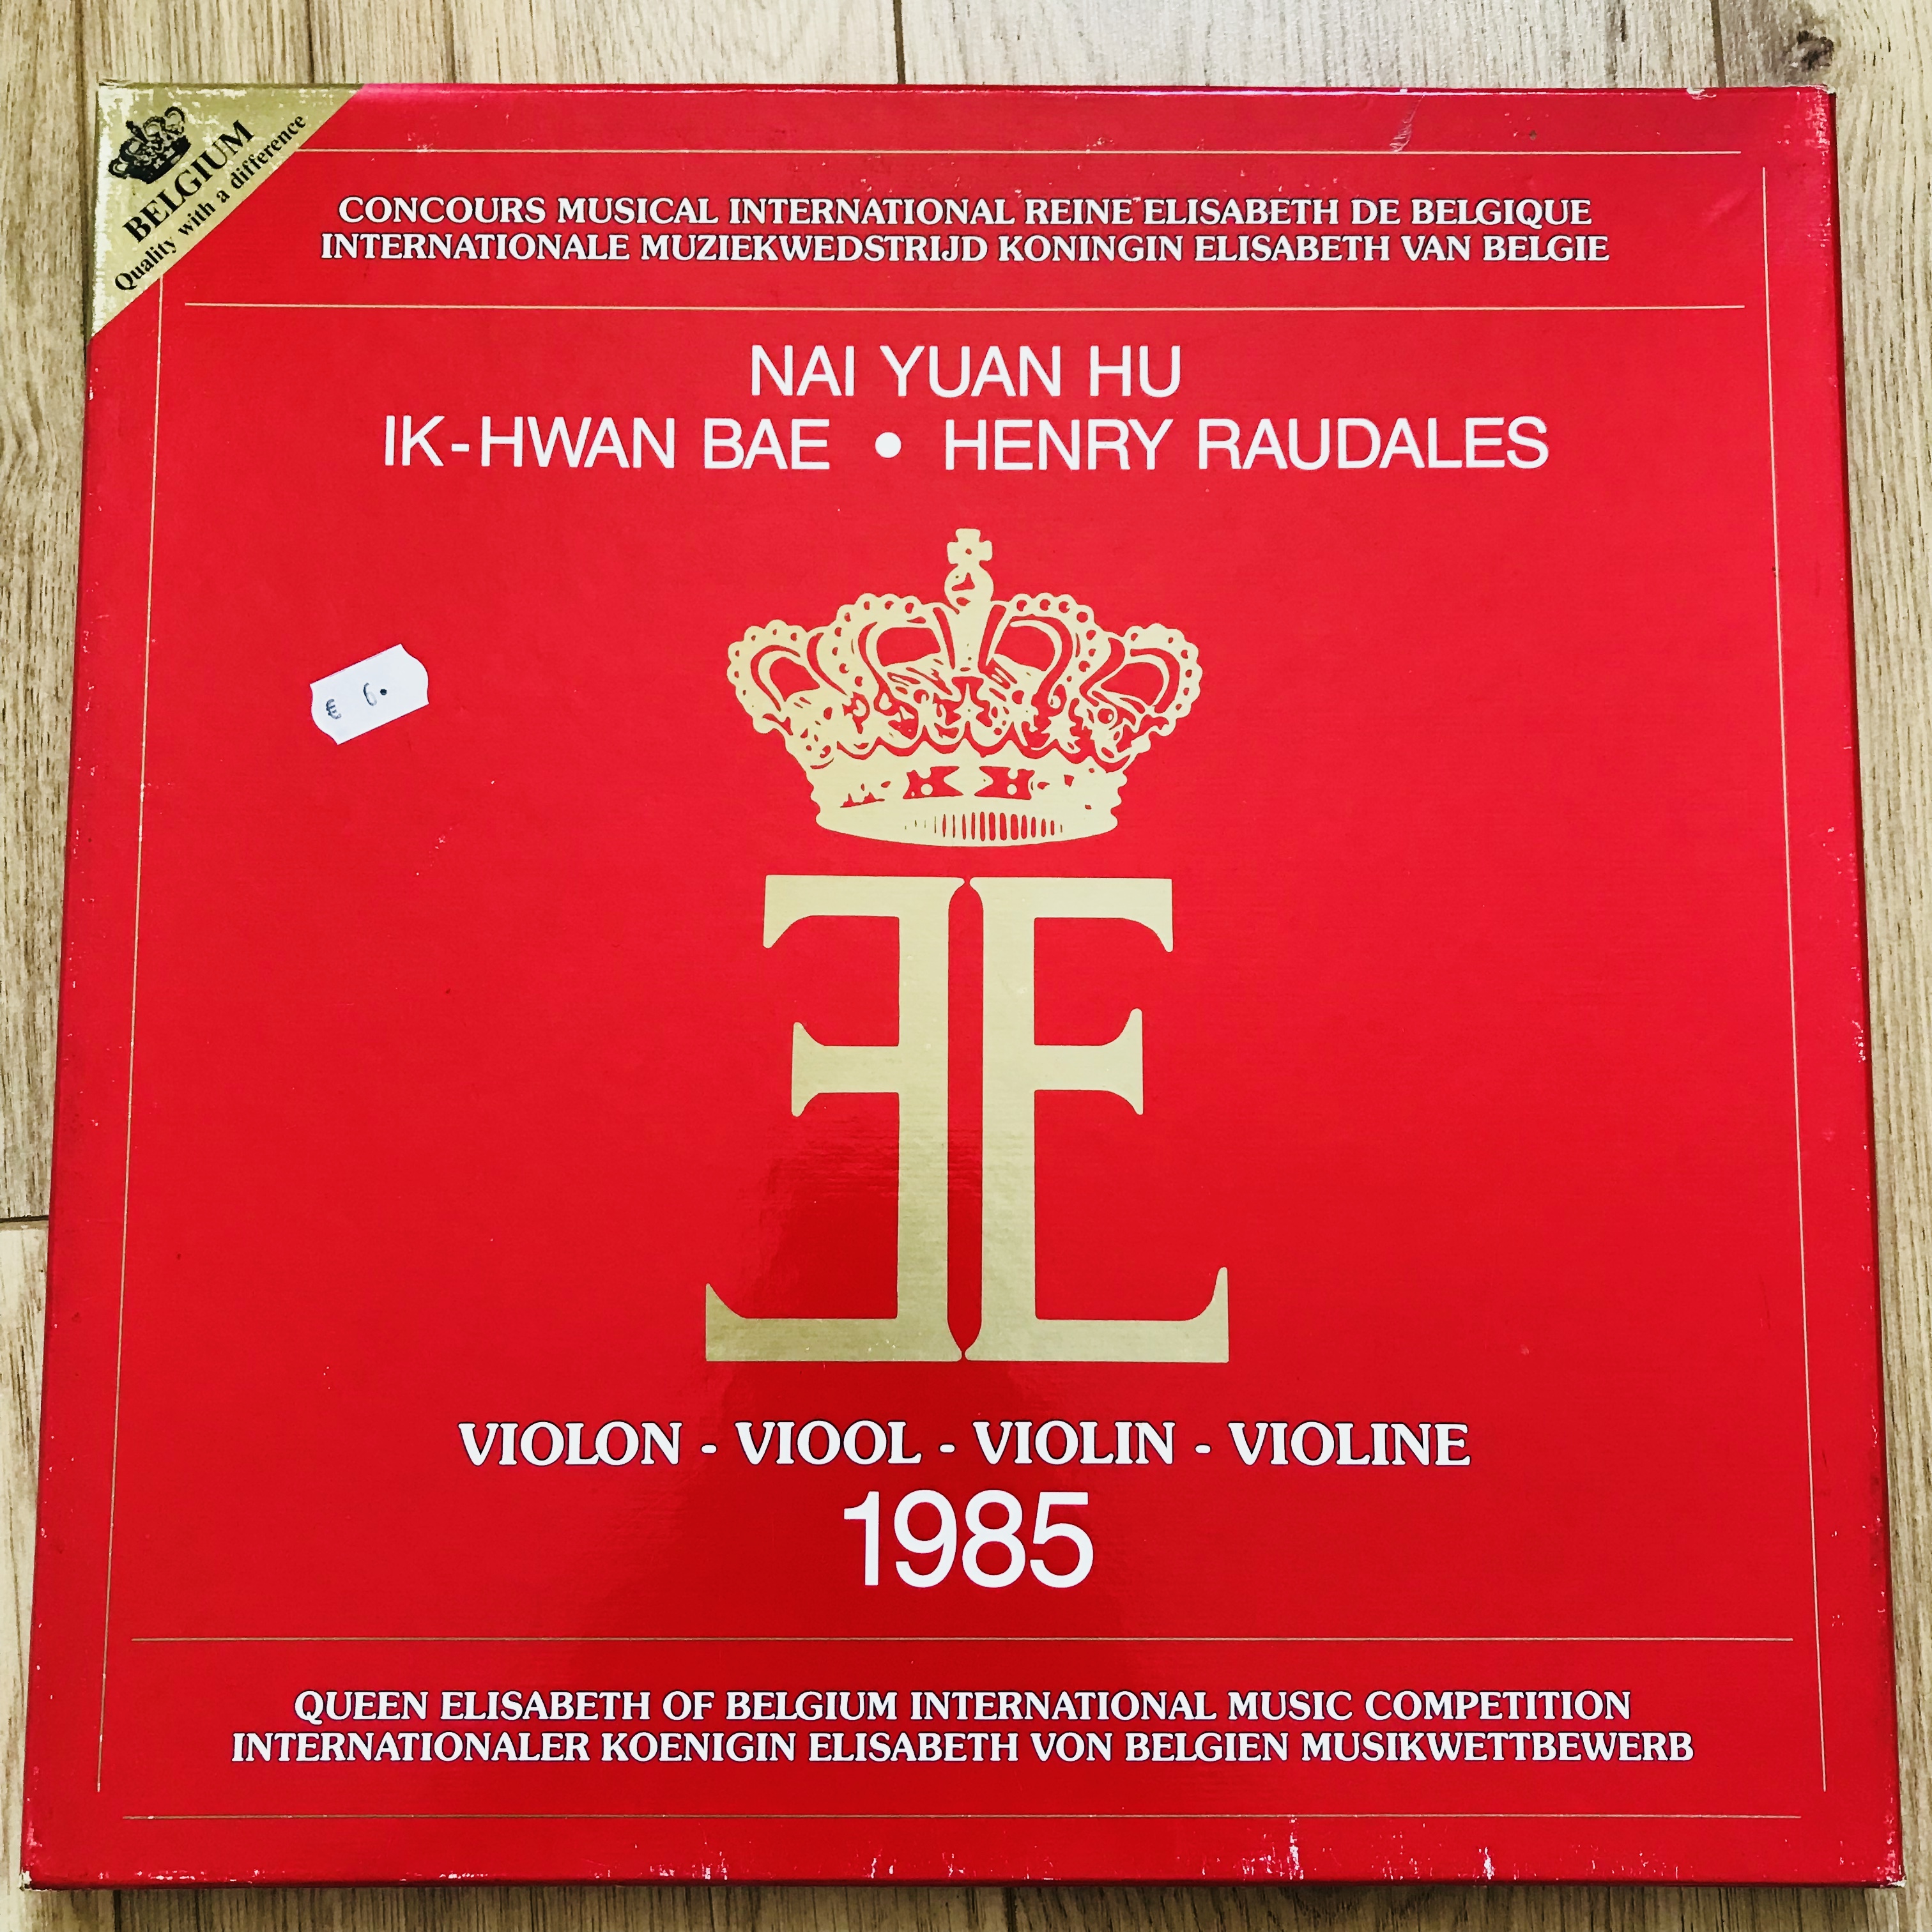 BELGIUM
Quality with a difference
CONCOURS MUSICAL INTERNATIONAL REINE ELISABETH DE BELGIQUE
INTERNATIONALE MUZIEKWEDSTRIJD KONINGIN ELISABETH VAN BELGIE
NAI YUAN HU
IK-HWAN BAE • HENRY RAUDALES
€ 6.
EE
VIOLON - VIOOL - VIOLIN - VIOLINE
1985
QUEEN ELISABETH OF BELGIUM INTERNATIONAL MUSIC COMPETITION
INTERNATIONALER KOENIGIN ELISABETH VON BELGIEN MUSIKWETTBEWERB